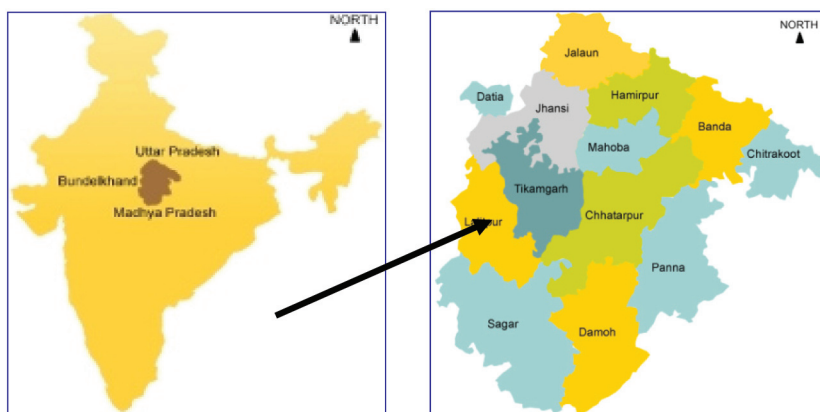 NORTH
Uttar Pradesh
Bundelkhand
Madhya Pradesh
NORTH
Jalaun
Datia
Jhansi
Hamirpur
Banda
Mahoba
Chitrakoot
Tikamgarh
Chhatarpur
Panna
Sagar
Damoh